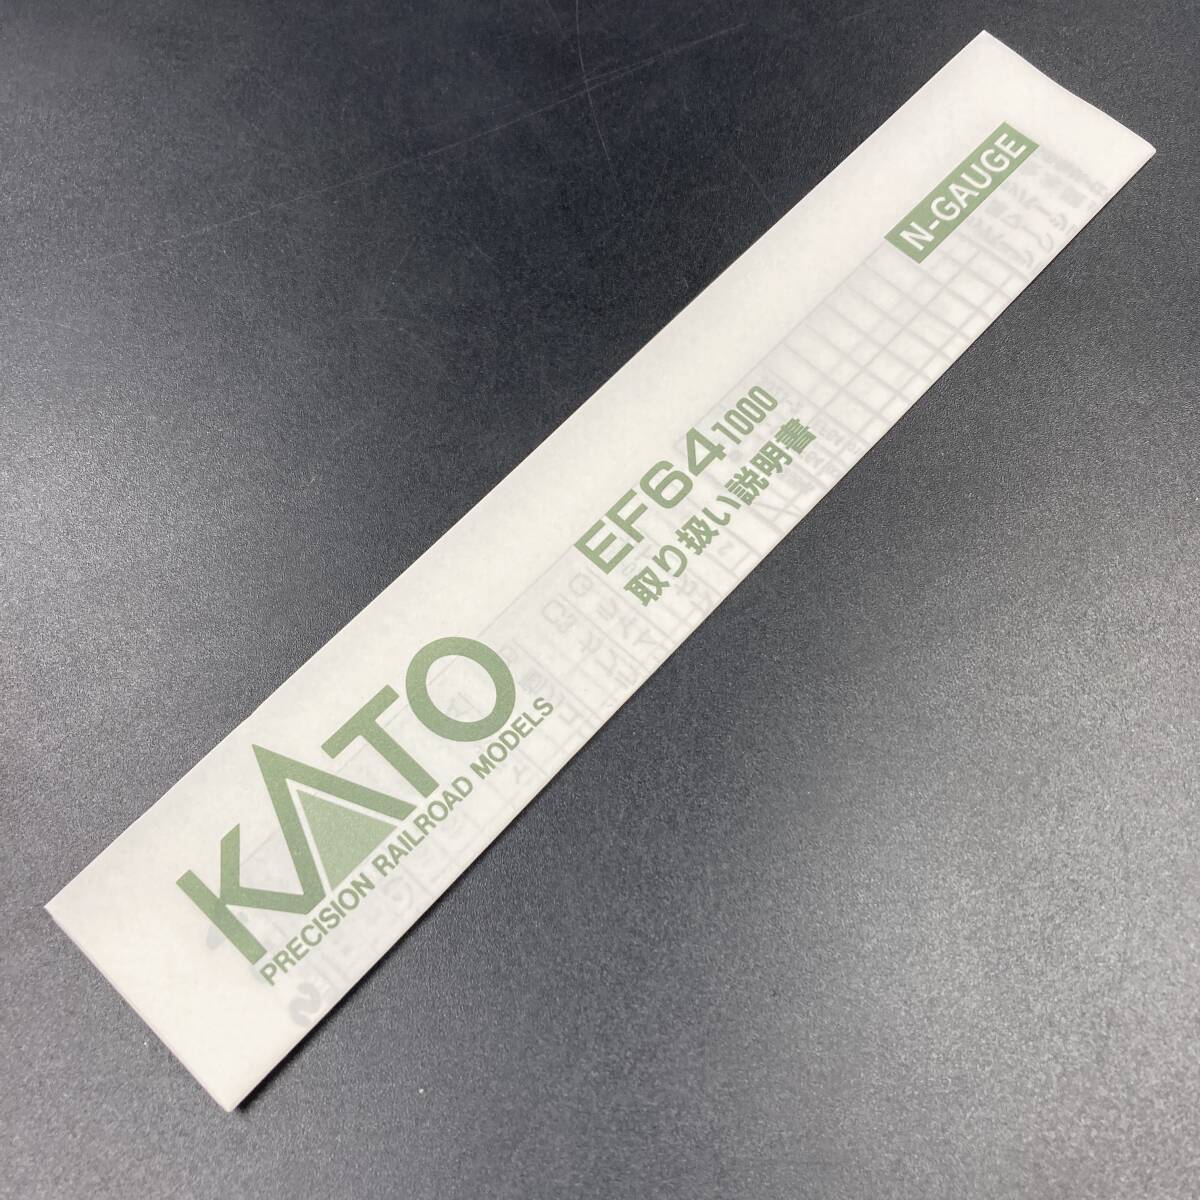 KATO
PRECISION RAILROAD MODELS
EF64 1000
取り扱い説明書
N-GAUGE